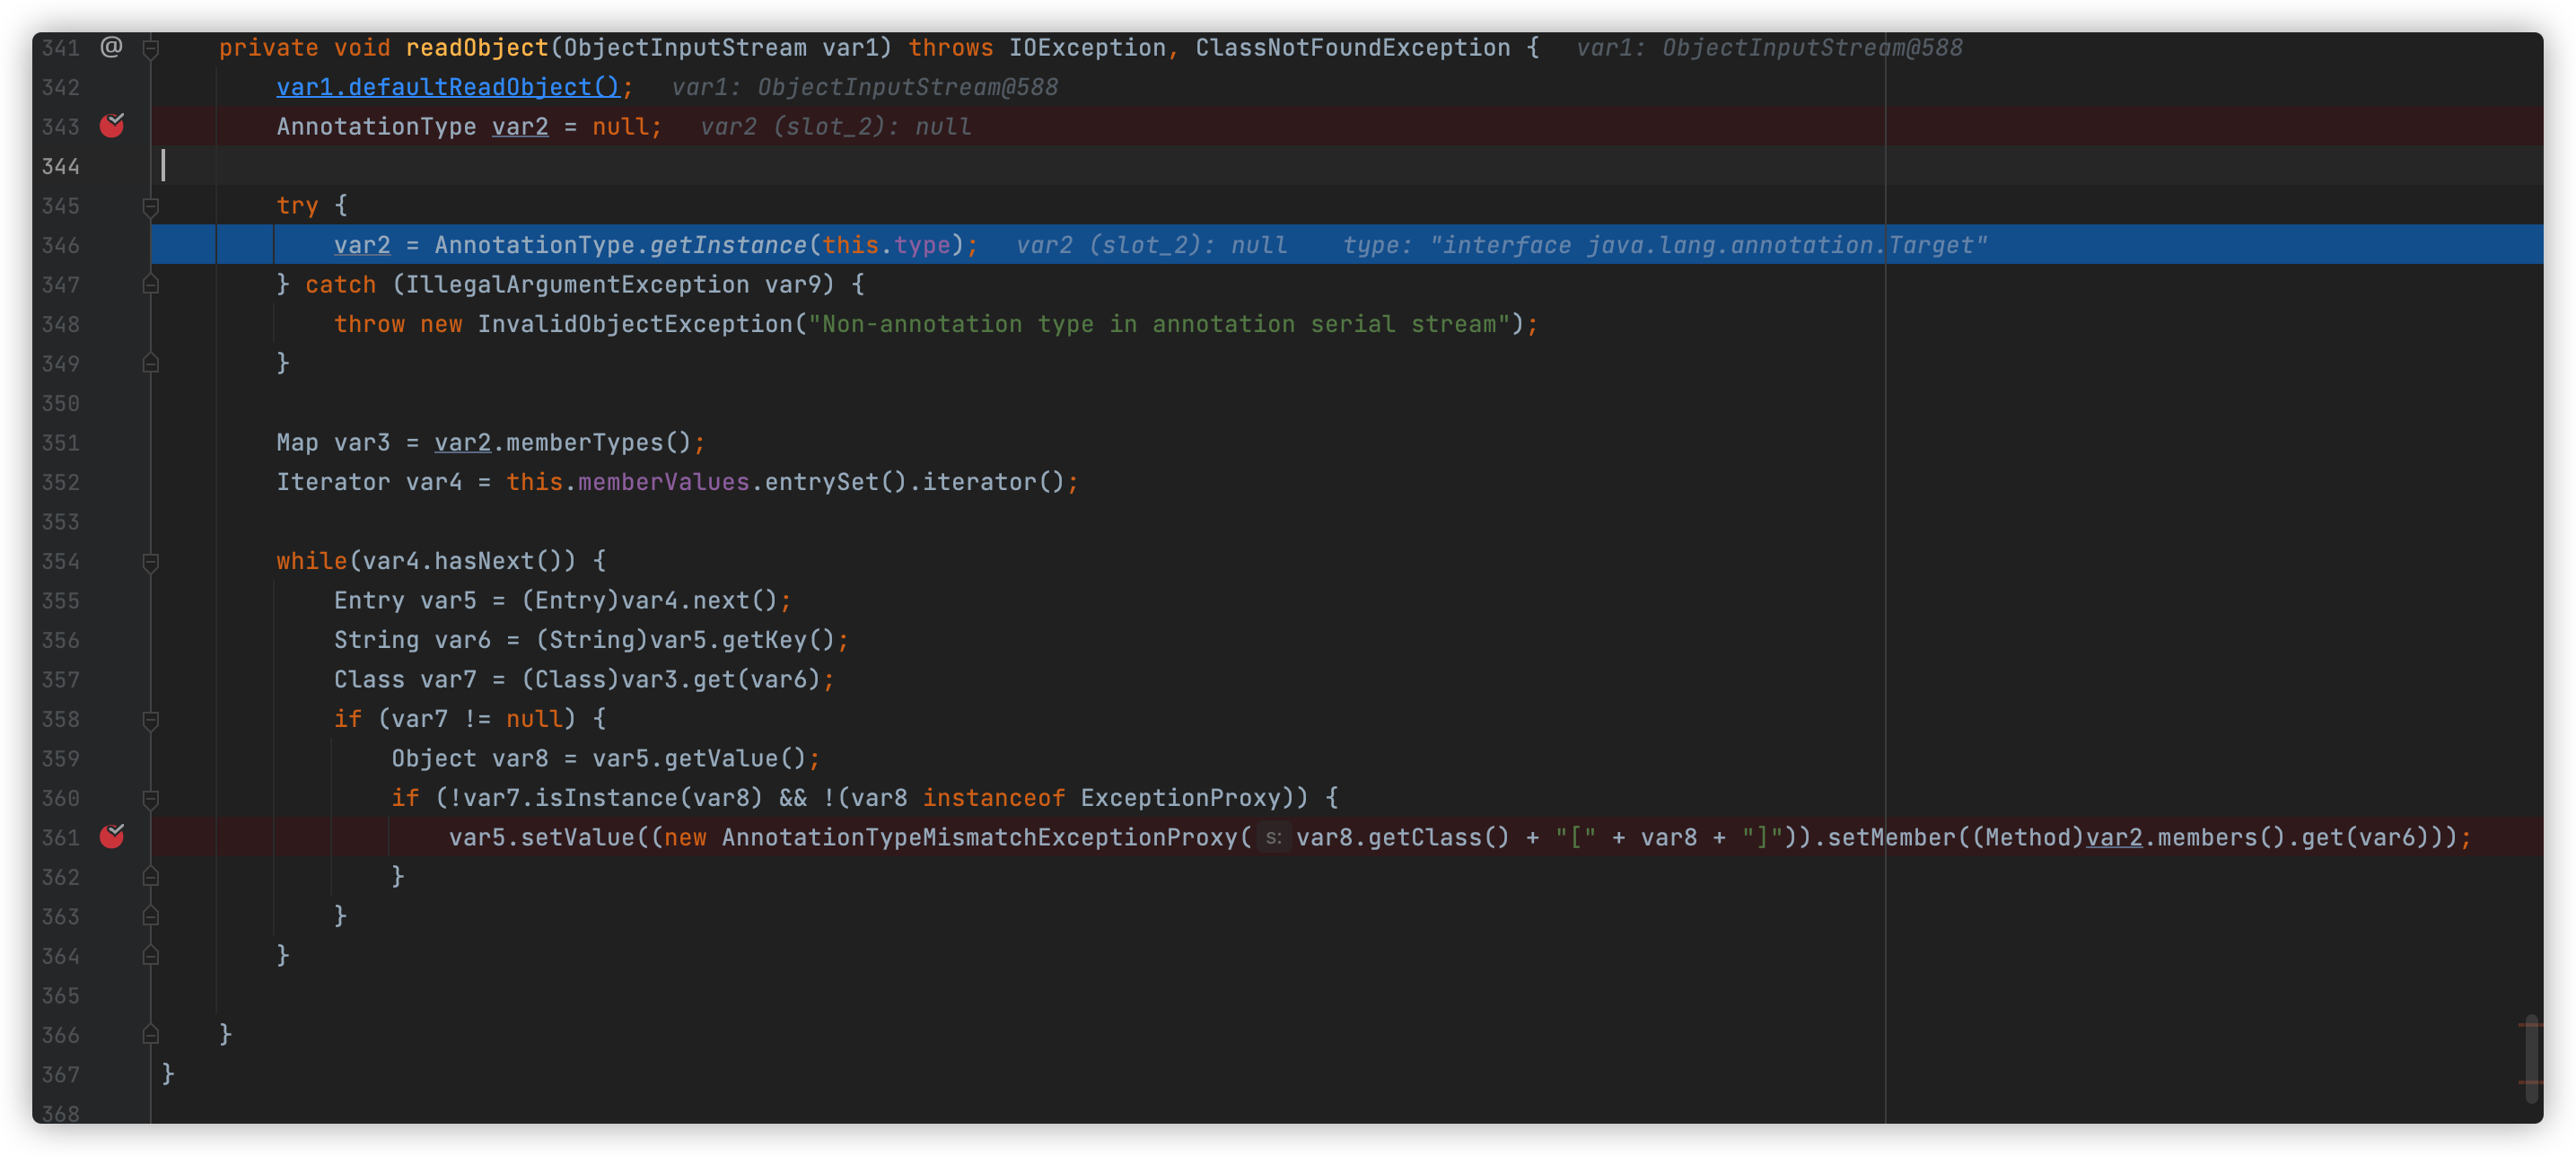 341 @ private void readObject(ObjectInputStream var1) throws IOException, ClassNotFoundException { var1: ObjectInputStream@588
342 var1.defaultReadObject(); var1: ObjectInputStream@588
343 AnnotationType var2 = null; var2 (slot_2): null
344
345 try {
346 var2 = AnnotationType.getInstance(this.type); var2 (slot_2): null type: "interface java.lang.annotation.Target"
347 } catch (IllegalArgumentException var9) {
348 throw new InvalidObjectException("Non-annotation type in annotation serial stream");
349 }
350
351 Map var3 = var2.memberTypes();
352 Iterator var4 = this.memberValues.entrySet().iterator();
353
354 while(var4.hasNext()) {
355 Entry var5 = (Entry)var4.next();
356 String var6 = (String)var5.getKey();
357 Class var7 = (Class)var3.get(var6);
358 if (var7 != null) {
359 Object var8 = var5.getValue();
360 if (!var7.isInstance(var8) && !(var8 instanceof ExceptionProxy)) {
361 var5.setValue((new AnnotationTypeMismatchExceptionProxy( s: var8.getClass() + "[" + var8 + "]")).setMember((Method)var2.members().get(var6)));
362 }
363 }
364 }
365
366 }
367 }
368